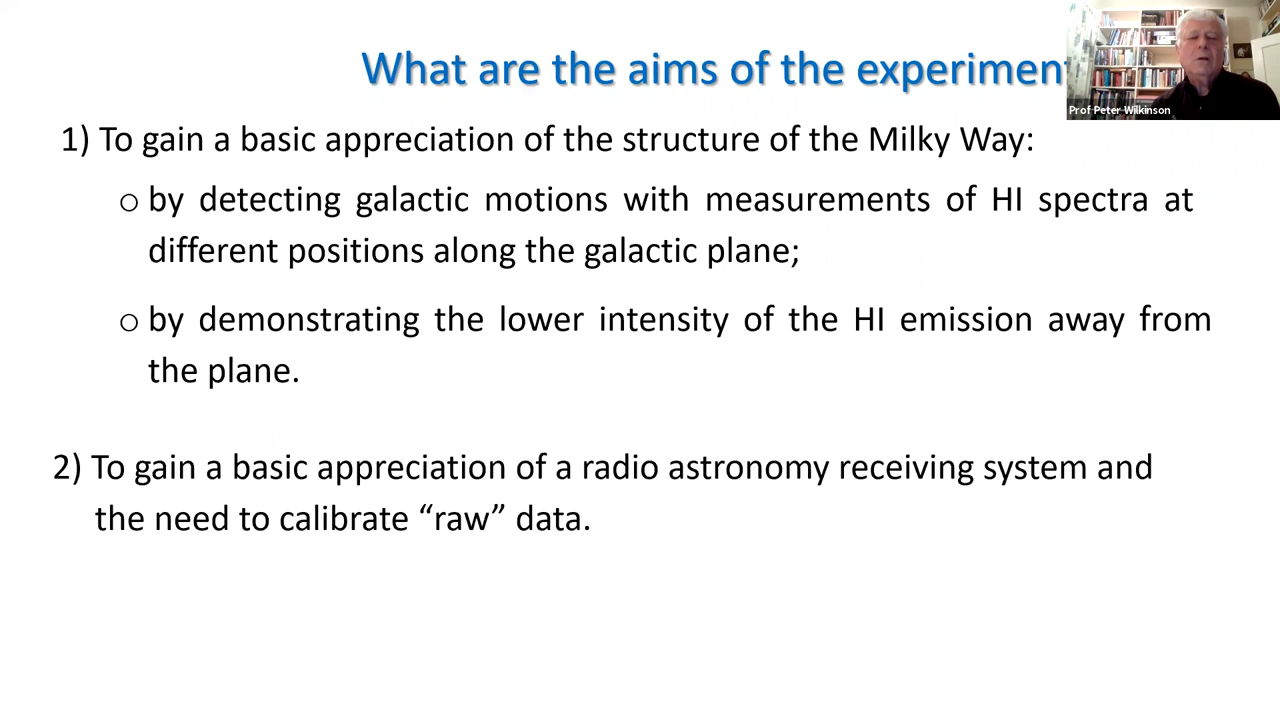 What are the aims of the experiment
Prof Peter Wilkinson
1) To gain a basic appreciation of the structure of the Milky Way:
o by detecting galactic motions with measurements of HI spectra at
different positions along the galactic plane;
o by demonstrating the lower intensity of the HI emission away from
the plane.
2) To gain a basic appreciation of a radio astronomy receiving system and
the need to calibrate “raw” data.